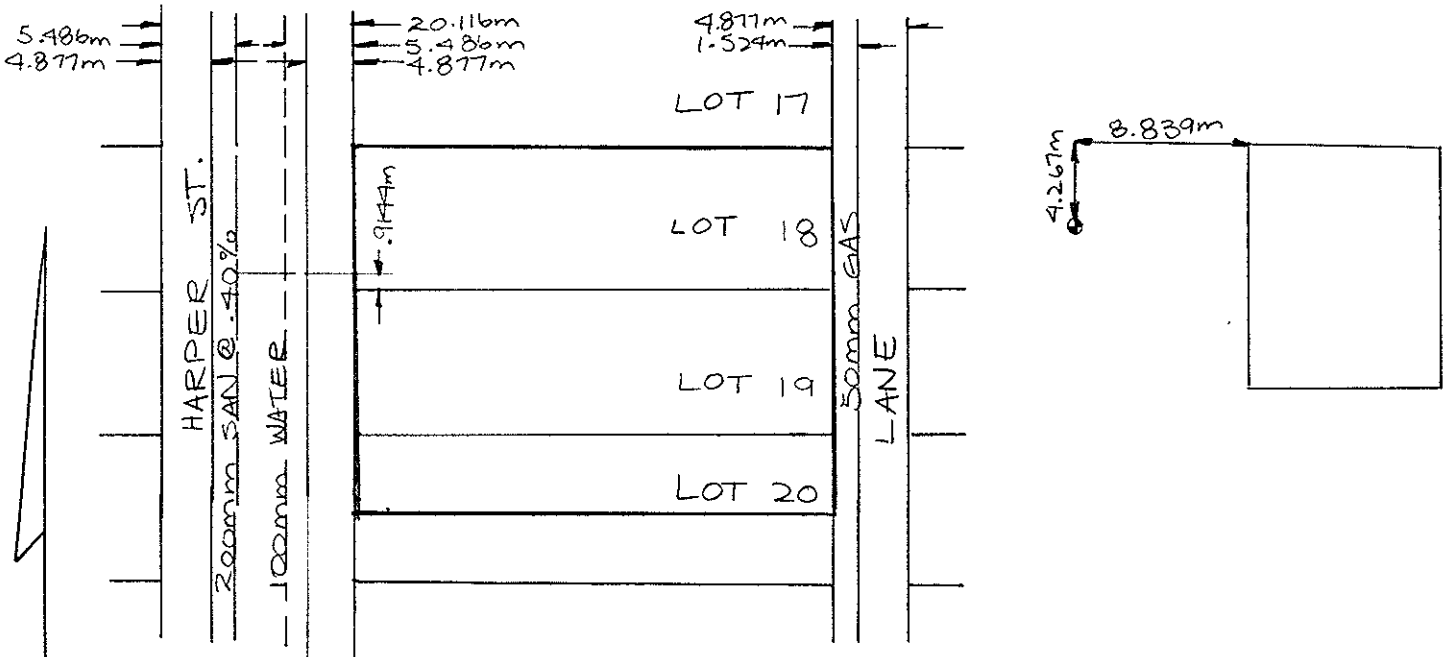 5.486m
4.877m
20.116m
5.486m
4.877m
4.877m
1.524m
LOT 17
8.839m
4.267m
HARPER ST.
200mm SAN @ .40%
100mm WATER
.9144m
LOT 18
50mm GAS
LANE
LOT 19
LOT 20